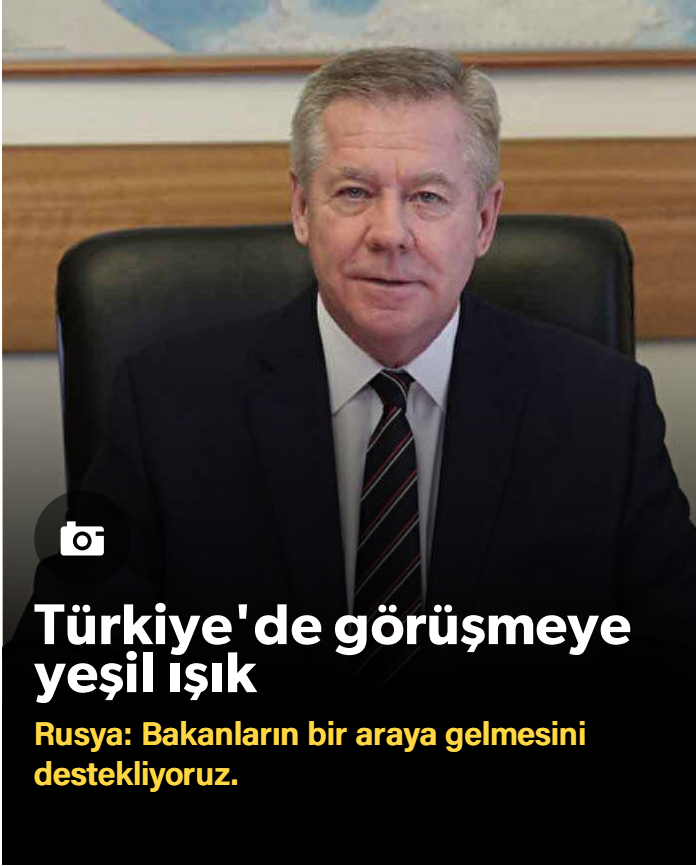 Türkiye'de görüşmeye
yeşil ışık
Rusya: Bakanların bir araya gelmesini
destekliyoruz.